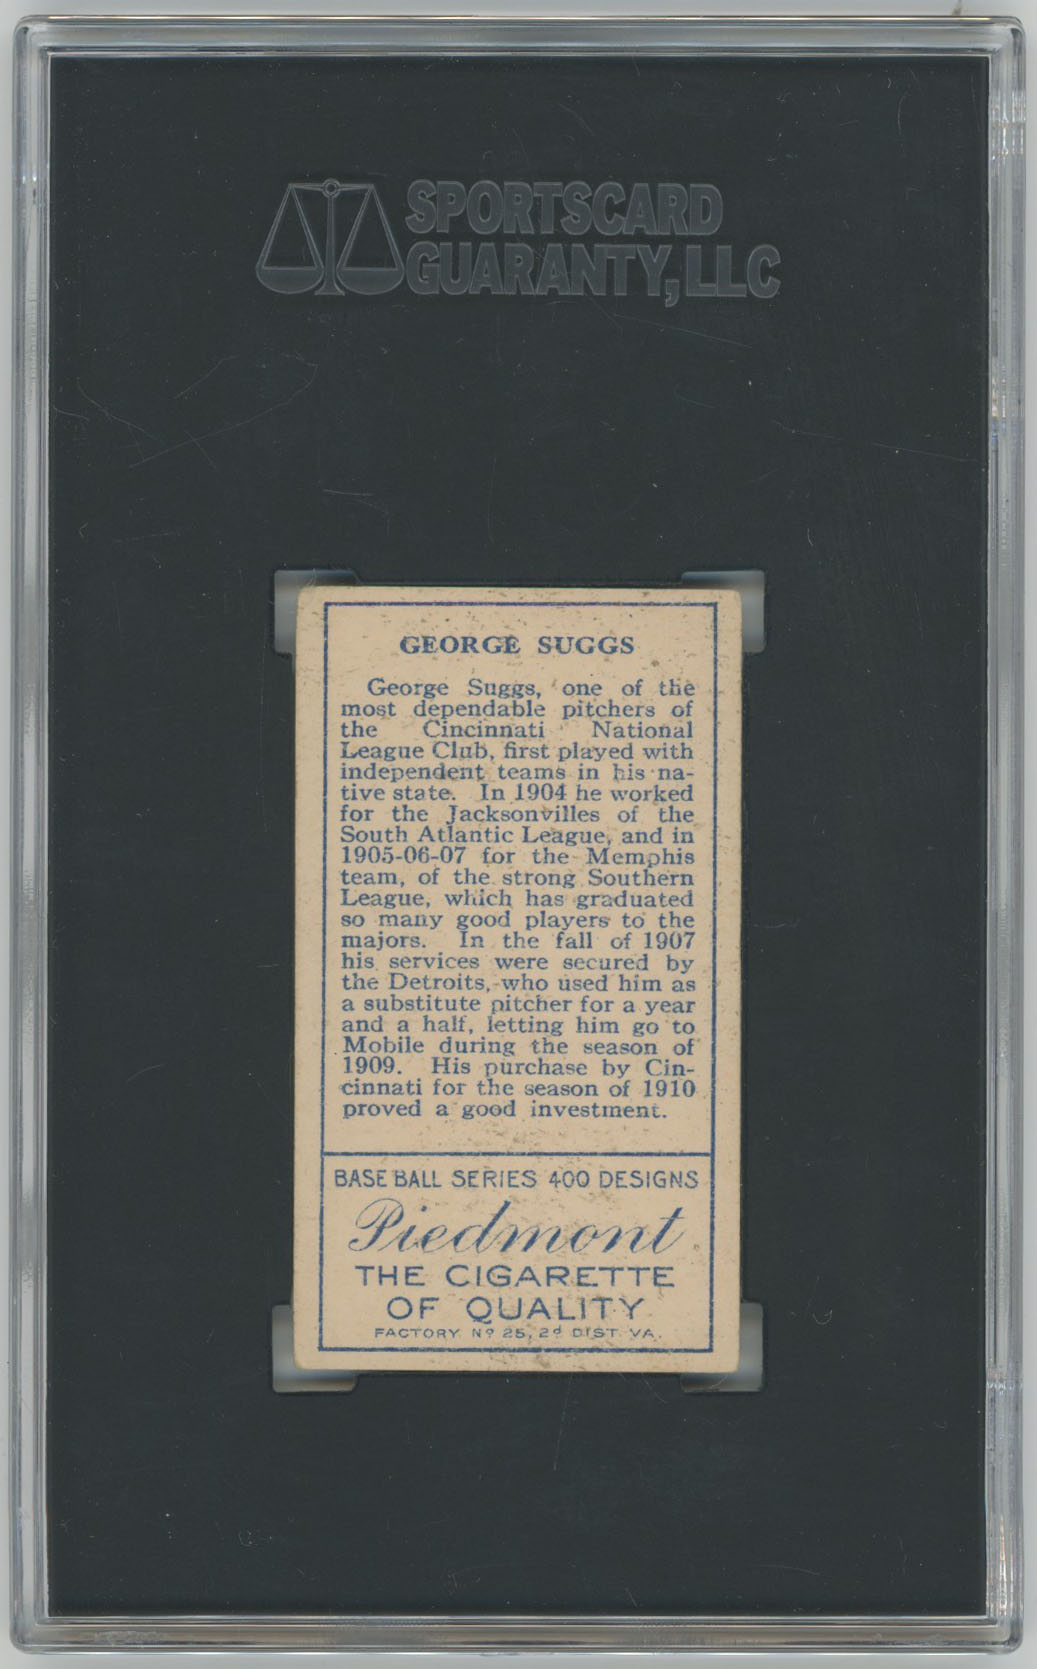 SPORTSCARD
GUARANTY, LLC
GEORGE SUGGS
George Suggs, one of the
most dependable pitchers of
the Cincinnati National
League Club, first played with
independent teams in his na-
tive state. In 1904 he worked
for the Jacksonvilles of the
South Atlantic League, and in
1905-06-07 for the Memphis
team, of the strong Southern
League, which has graduated
so many good players to the
majors. In the fall of 1907
his services were secured by
the Detroits, who used him as
a substitute pitcher for a year
and a half, letting him go to
Mobile during the season of
1909. His purchase by Cin-
cinnati for the season of 1910
proved a good investment.
BASE BALL SERIES 400 DESIGNS
Piedmont
THE CIGARETTE
OF QUALITY
FACTORY Nº 25, 2d DIST. VA.